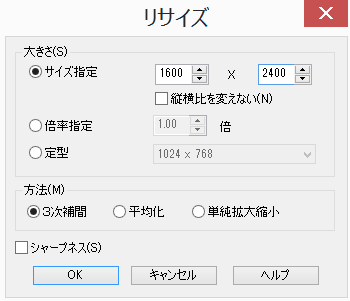 リサイズ
大きさ(S)
サイズ指定 1600 X 2400
縦横比を変えない(N)
倍率指定 1.00 倍
定型 1024 x 768
方法(M)
3次補間 平均化 単純拡大縮小
シャープネス(S)
OK キャンセル ヘルプ